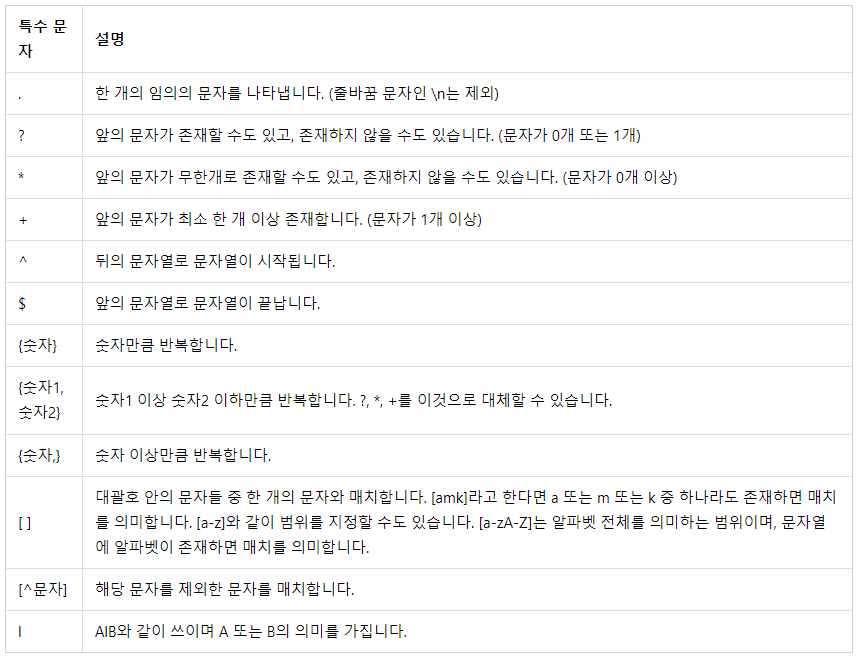 특수 문
자
설명
.
한 개의 임의의 문자를 나타냅니다. (줄바꿈 문자인 \n는 제외)
?
앞의 문자가 존재할 수도 있고, 존재하지 않을 수도 있습니다. (문자가 0개 또는 1개)
*
앞의 문자가 무한개로 존재할 수도 있고, 존재하지 않을 수도 있습니다. (문자가 0개 이상)
+
앞의 문자가 최소 한 개 이상 존재합니다. (문자가 1개 이상)
^
뒤의 문자열로 문자열이 시작됩니다.
$
앞의 문자열로 문자열이 끝납니다.
{숫자}
숫자만큼 반복합니다.
{숫자1,
숫자2}
숫자1 이상 숫자2 이하만큼 반복합니다. ?, *, +를 이것으로 대체할 수 있습니다.
{숫자,}
숫자 이상만큼 반복합니다.
[ ]
대괄호 안의 문자들 중 한 개의 문자와 매치합니다. [amk]라고 한다면 a 또는 m 또는 k 중 하나라도 존재하면 매치
를 의미합니다. [a-z]와 같이 범위를 지정할 수도 있습니다. [a-zA-Z]는 알파벳 전체를 의미하는 범위이며, 문자열
에 알파벳이 존재하면 매치를 의미합니다.
[^문자]
해당 문자를 제외한 문자를 매치합니다.
l
AlB와 같이 쓰이며 A 또는 B의 의미를 가집니다.